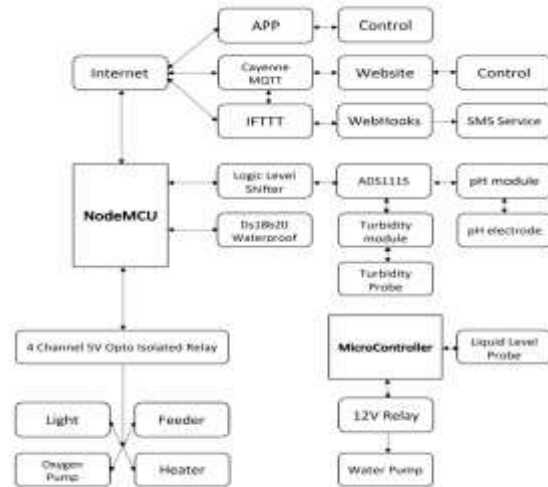 APP
Control
Internet
Cayenne
MQTT
Website
Control
IFTTT
WebHooks
SMS Service
NodeMCU
Logic Level
Shifter
ADS1115
pH module
Ds18b20
Waterproof
Turbidity
module
pH electrode
Turbidity
Probe
4 Channel 5V Opto Isolated Relay
MicroController
Liquid Level
Probe
Light
Feeder
12V Relay
Oxygen
Pump
Heater
Water Pump